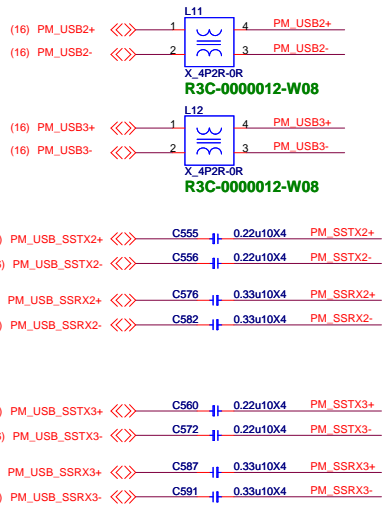 L11
(16) PM_USB2+ 1 4 PM_USB2+
(16) PM_USB2- 2 3 PM_USB2-
X_4P2R-0R
R3C-0000012-W08
L12
(16) PM_USB3+ 1 4 PM_USB3+
(16) PM_USB3- 2 3 PM_USB3-
X_4P2R-0R
R3C-0000012-W08
) PM_USB_SSTX2+ C555 0.22u10X4 PM_SSTX2+
) PM_USB_SSTX2- C556 0.22u10X4 PM_SSTX2-
PM_USB_SSRX2+ C576 0.33u10X4 PM_SSRX2+
) PM_USB_SSRX2- C582 0.33u10X4 PM_SSRX2-
) PM_USB_SSTX3+ C560 0.22u10X4 PM_SSTX3+
) PM_USB_SSTX3- C572 0.22u10X4 PM_SSTX3-
PM_USB_SSRX3+ C587 0.33u10X4 PM_SSRX3+
) PM_USB_SSRX3- C591 0.33u10X4 PM_SSRX3-